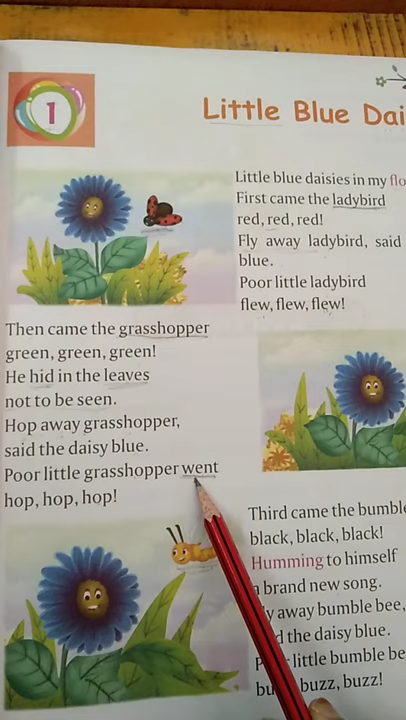 1
Little Blue Dai
Little blue daisies in my flo
First came the ladybird
red, red, red!
Fly away ladybird, said
blue.
Poor little ladybird
flew, flew, flew!
Then came the grasshopper
green, green, green!
He hid in the leaves
not to be seen.
Hop away grasshopper,
said the daisy blue.
Poor little grasshopper went
hop, hop, hop!
Third came the bumble
black, black, black!
Humming to himself
a brand new song.
y away bumble bee,
d the daisy blue.
little bumble be
buzz, buzz!